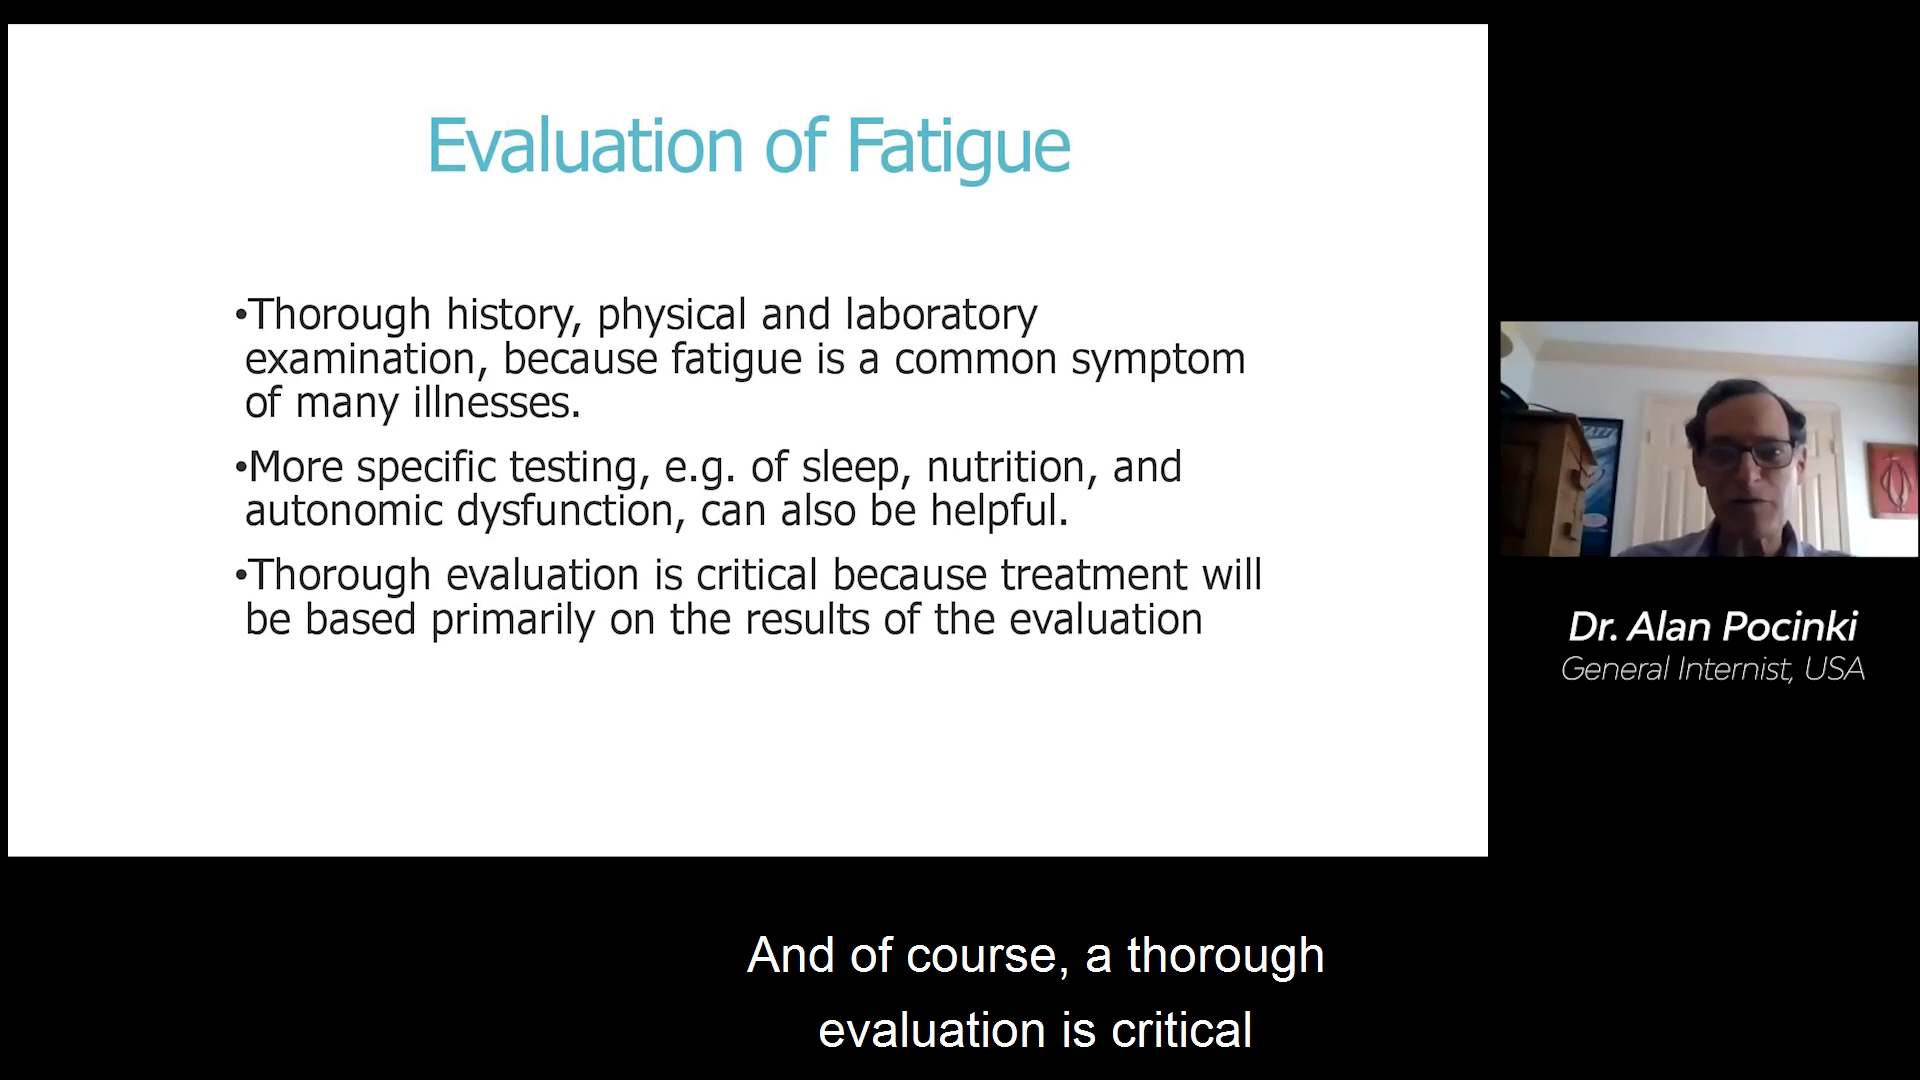 Evaluation of Fatigue
•Thorough history, physical and laboratory
examination, because fatigue is a common symptom
of many illnesses.
•More specific testing, e.g. of sleep, nutrition, and
autonomic dysfunction, can also be helpful.
•Thorough evaluation is critical because treatment will
be based primarily on the results of the evaluation
Dr. Alan Pocinki
General Internist, USA
And of course, a thorough
evaluation is critical